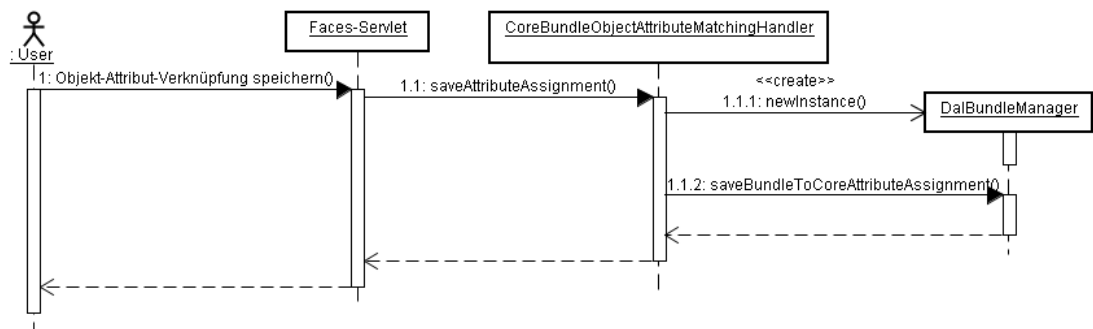 Faces-Servlet
CoreBundleObjectAttributeMatchingHandler
: User
1: Objekt-Attribut-Verknüpfung speichern()
1.1: saveAttributeAssignment()
<<create>>
1.1.1: newInstance()
DalBundleManager
1.1.2: saveBundleToCoreAttributeAssignment()